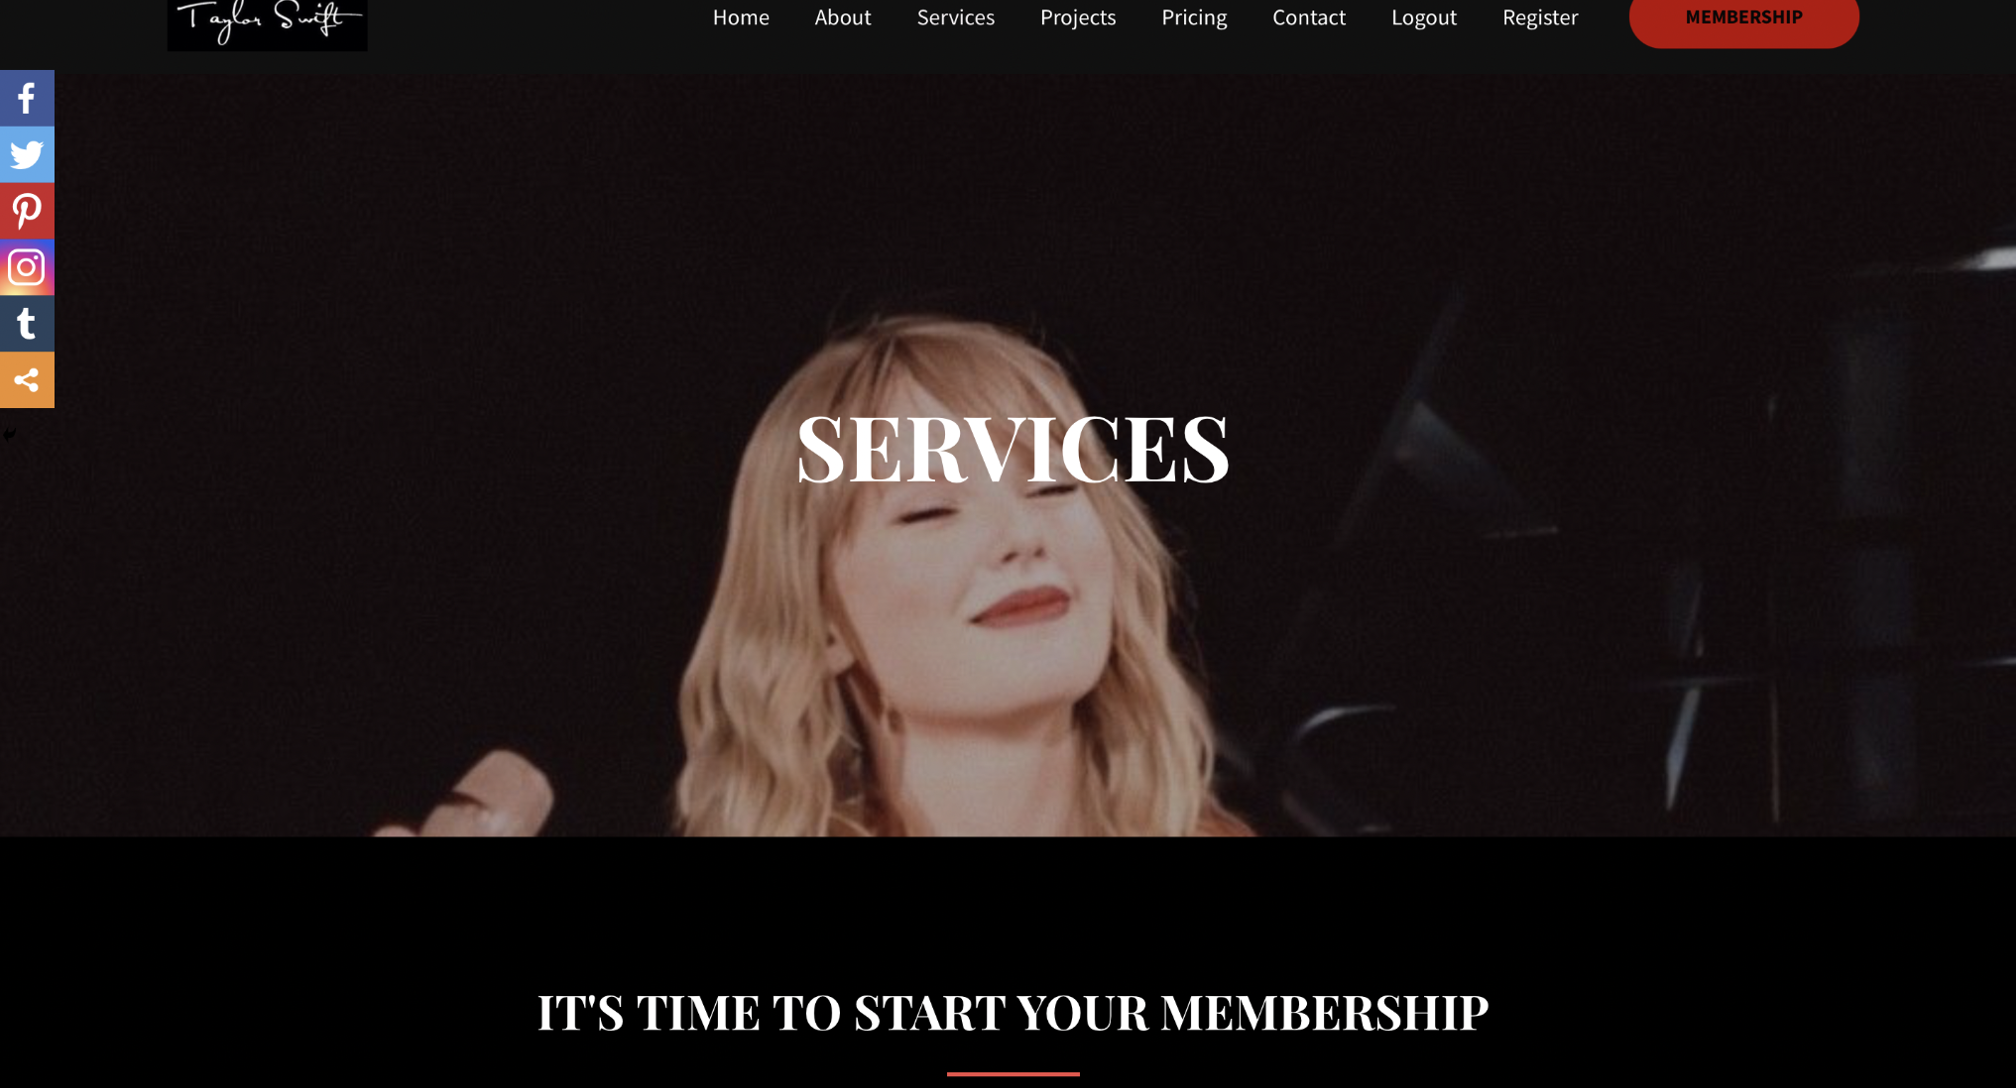 Taylor Swift
Home About Services Projects Pricing Contact Logout Register MEMBERSHIP
SERVICES
IT'S TIME TO START YOUR MEMBERSHIP